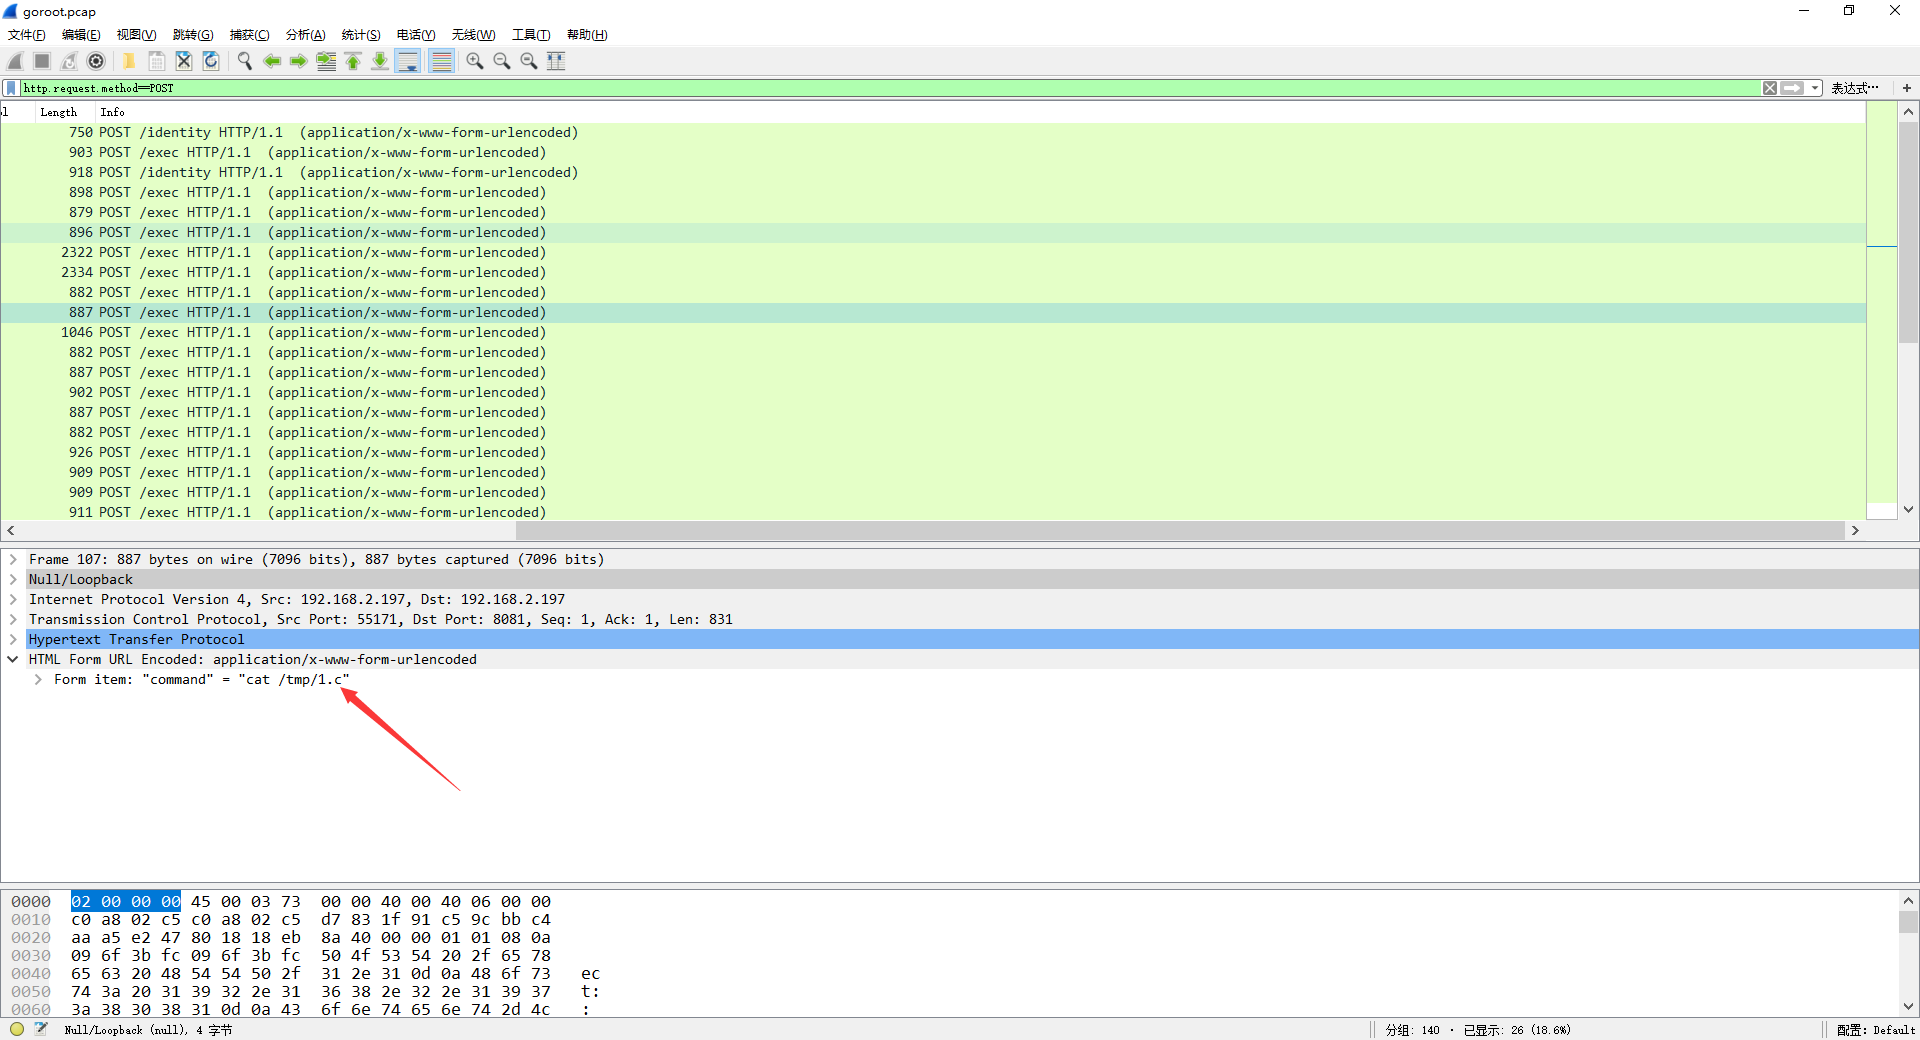 goroot.pcap
文件(F) 编辑(E) 视图(V) 跳转(G) 捕获(C) 分析(A) 统计(S) 电话(Y) 无线(W) 工具(T) 帮助(H)
http.request.method==POST 表达式… +
Length Info
750 POST /identity HTTP/1.1 (application/x-www-form-urlencoded)
903 POST /exec HTTP/1.1 (application/x-www-form-urlencoded)
918 POST /identity HTTP/1.1 (application/x-www-form-urlencoded)
898 POST /exec HTTP/1.1 (application/x-www-form-urlencoded)
879 POST /exec HTTP/1.1 (application/x-www-form-urlencoded)
896 POST /exec HTTP/1.1 (application/x-www-form-urlencoded)
2322 POST /exec HTTP/1.1 (application/x-www-form-urlencoded)
2334 POST /exec HTTP/1.1 (application/x-www-form-urlencoded)
882 POST /exec HTTP/1.1 (application/x-www-form-urlencoded)
887 POST /exec HTTP/1.1 (application/x-www-form-urlencoded)
1046 POST /exec HTTP/1.1 (application/x-www-form-urlencoded)
882 POST /exec HTTP/1.1 (application/x-www-form-urlencoded)
887 POST /exec HTTP/1.1 (application/x-www-form-urlencoded)
902 POST /exec HTTP/1.1 (application/x-www-form-urlencoded)
887 POST /exec HTTP/1.1 (application/x-www-form-urlencoded)
882 POST /exec HTTP/1.1 (application/x-www-form-urlencoded)
926 POST /exec HTTP/1.1 (application/x-www-form-urlencoded)
909 POST /exec HTTP/1.1 (application/x-www-form-urlencoded)
909 POST /exec HTTP/1.1 (application/x-www-form-urlencoded)
911 POST /exec HTTP/1.1 (application/x-www-form-urlencoded)
Frame 107: 887 bytes on wire (7096 bits), 887 bytes captured (7096 bits)
Null/Loopback
Internet Protocol Version 4, Src: 192.168.2.197, Dst: 192.168.2.197
Transmission Control Protocol, Src Port: 55171, Dst Port: 8081, Seq: 1, Ack: 1, Len: 831
Hypertext Transfer Protocol
HTML Form URL Encoded: application/x-www-form-urlencoded
Form item: "command" = "cat /tmp/1.c"
0000 02 00 00 00 45 00 03 73 00 00 40 00 40 06 00 00
0010 c0 a8 02 c5 c0 a8 02 c5 d7 83 1f 91 c5 9c bb c4
0020 aa a5 e2 47 80 18 18 eb 8a 40 00 00 01 01 08 0a
0030 09 6f 3b fc 09 6f 3b fc 50 4f 53 54 20 2f 65 78
0040 65 63 20 48 54 54 50 2f 31 2e 31 0d 0a 48 6f 73 ec
0050 74 3a 20 31 39 32 2e 31 36 38 2e 32 2e 31 39 37 t:
0060 3a 38 30 38 31 0d 0a 43 6f 6e 74 65 6e 74 2d 4c :
Null/Loopback (null), 4 字节 分组: 140 · 已显示: 26 (18.6%) 配置: Default